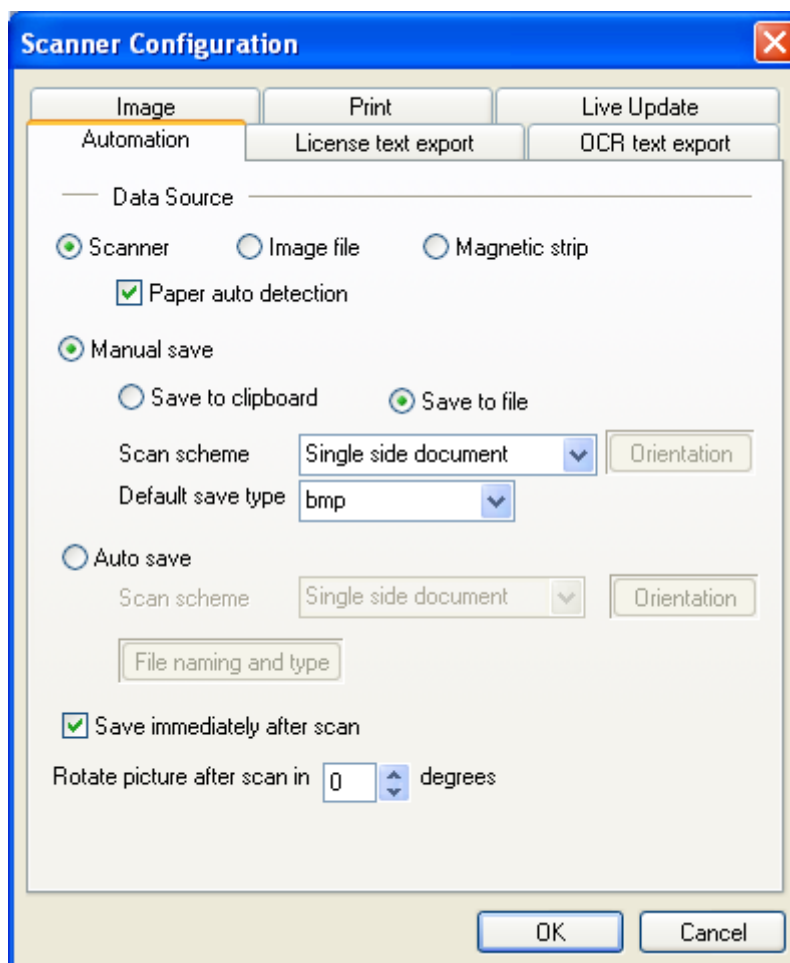 Scanner Configuration
Image Print Live Update
Automation License text export OCR text export
Data Source
Scanner Image file Magnetic strip
Paper auto detection
Manual save
Save to clipboard Save to file
Scan scheme Single side document Orientation
Default save type bmp
Auto save
Scan scheme Single side document Orientation
File naming and type
Save immediately after scan
Rotate picture after scan in 0 degrees
OK Cancel